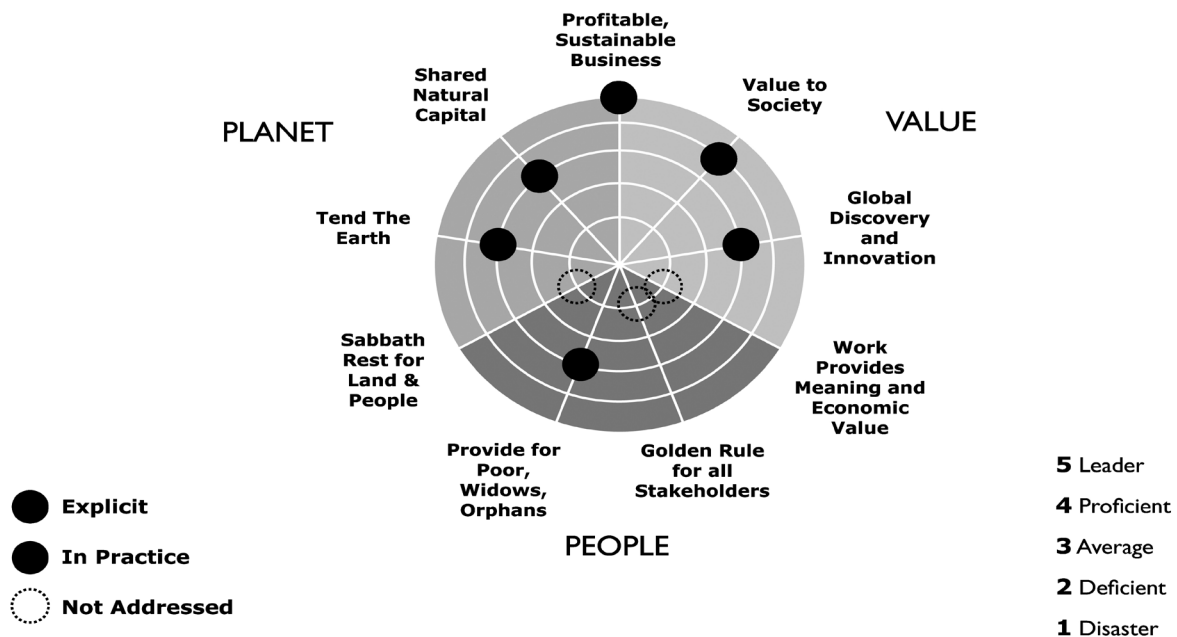 Profitable,
Sustainable
Business
Shared
Natural
Capital
Value to
Society
PLANET
VALUE
Tend The
Earth
Global
Discovery
and
Innovation
Sabbath
Rest for
Land &
People
Work
Provides
Meaning and
Economic
Value
Provide for
Poor,
Widows,
Orphans
Golden Rule
for all
Stakeholders
PEOPLE
Explicit
In Practice
Not Addressed
5 Leader
4 Proficient
3 Average
2 Deficient
1 Disaster